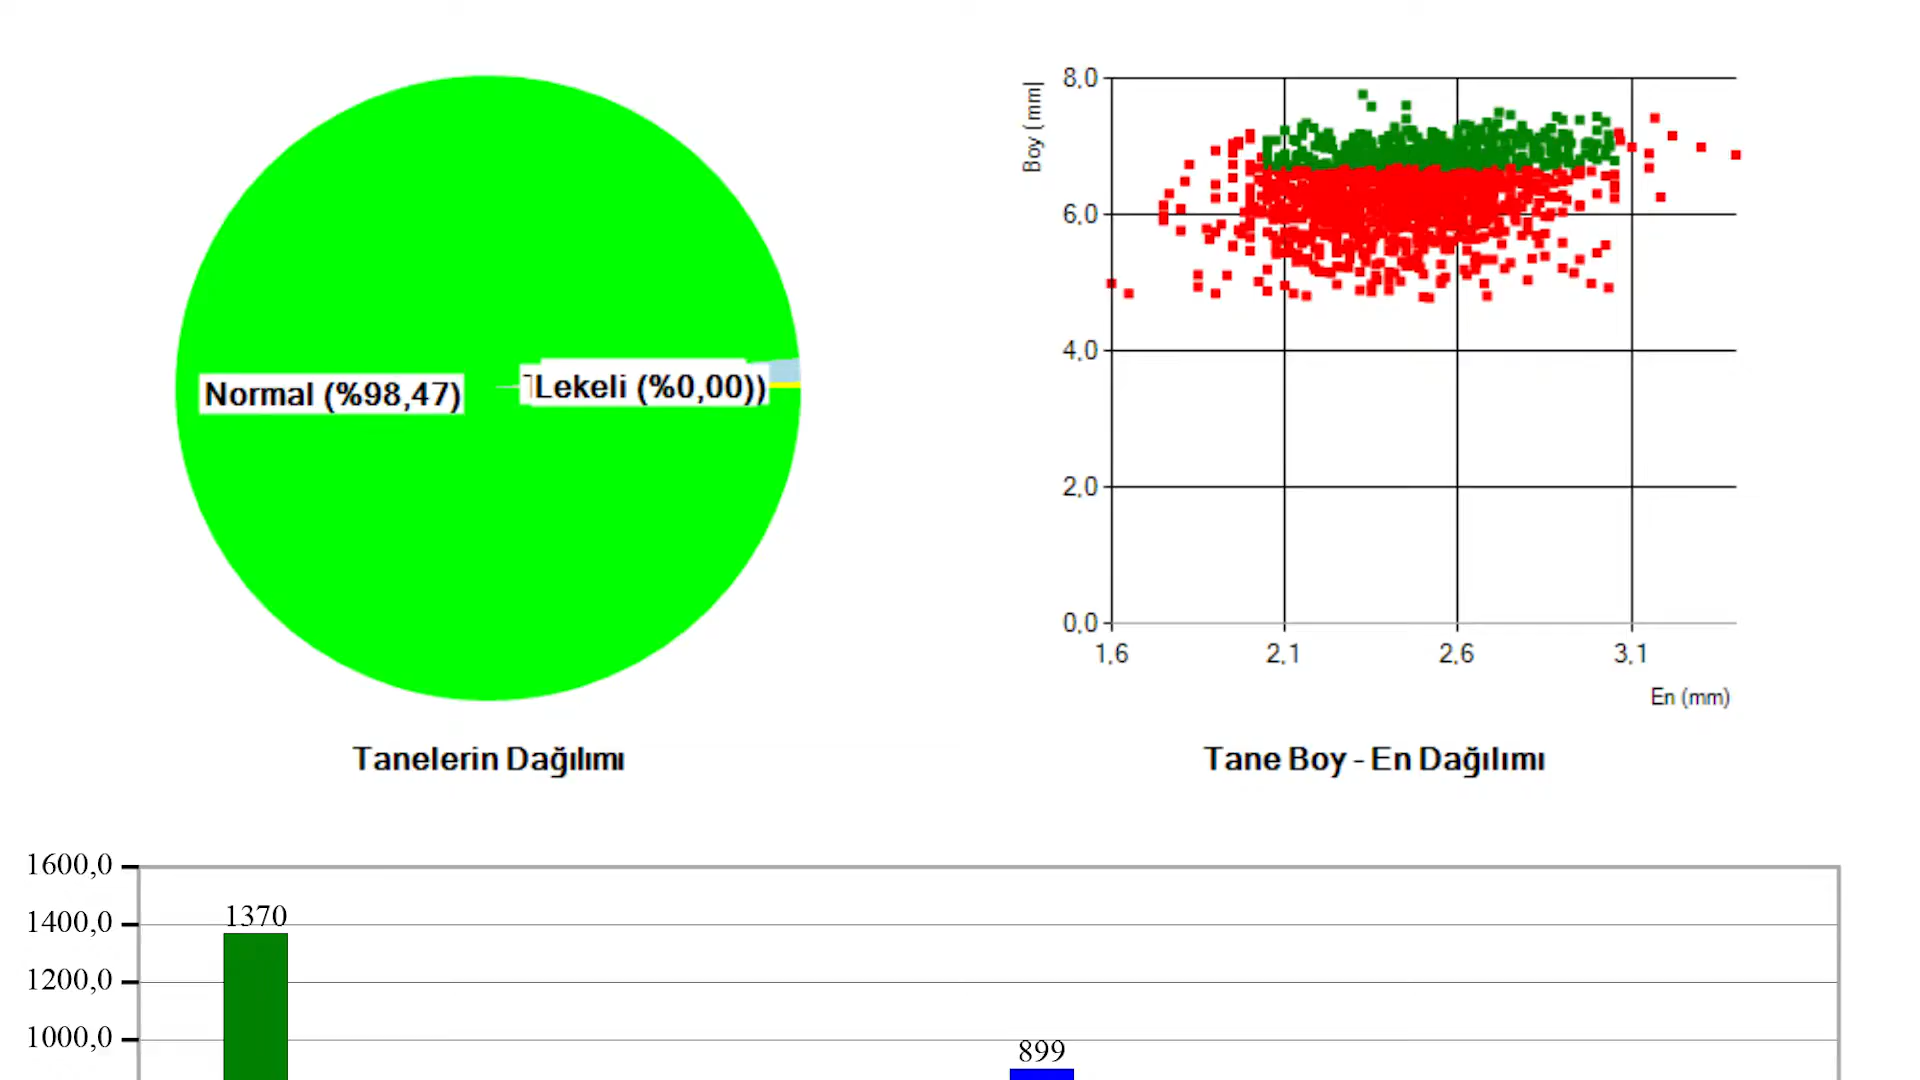 Normal (%98,47)
Lekeli (%0,00))
Tanelerin Dağılımı
Boy (mm)
8,0
6,0
4,0
2,0
0,0
1,6
2,1
2,6
3,1
En (mm)
Tane Boy - En Dağılımı
1600,0
1400,0
1200,0
1000,0
1370
899